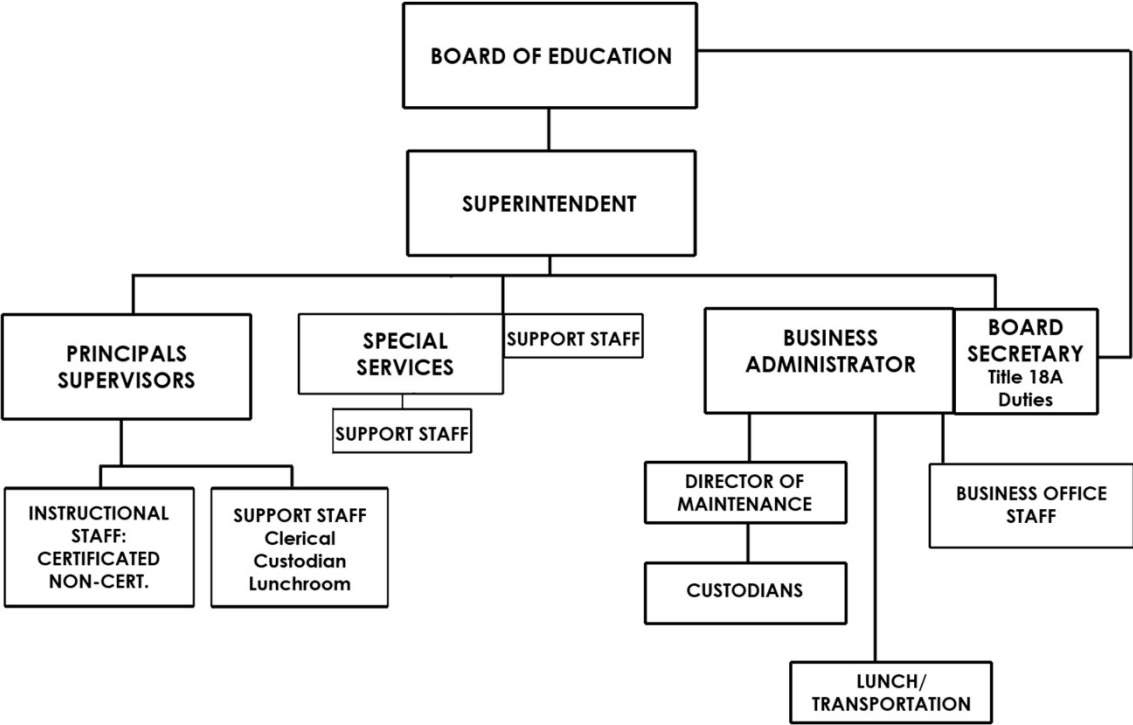 BOARD OF EDUCATION
SUPERINTENDENT
PRINCIPALS
SUPERVISORS
SPECIAL
SERVICES
SUPPORT STAFF
SUPPORT STAFF
BUSINESS
ADMINISTRATOR
BOARD
SECRETARY
Title 18A
Duties
INSTRUCTIONAL
STAFF:
CERTIFICATED
NON-CERT.
SUPPORT STAFF
Clerical
Custodian
Lunchroom
DIRECTOR OF
MAINTENANCE
BUSINESS OFFICE
STAFF
CUSTODIANS
LUNCH/
TRANSPORTATION